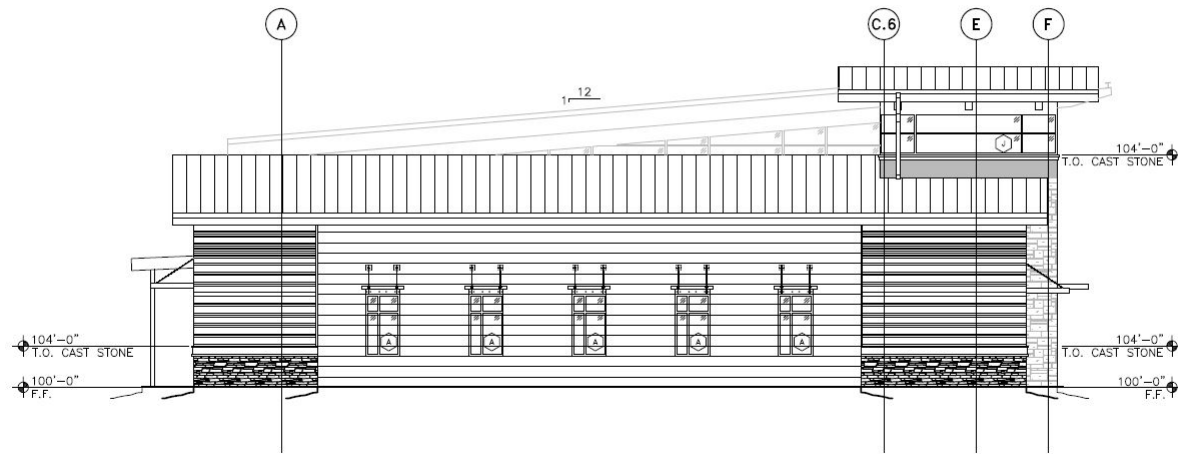 A
C.6
E
F
12
1
J
104'-0"
T.O. CAST STONE
A
A
A
A
A
104'-0"
T.O. CAST STONE
104'-0"
T.O. CAST STONE
100'-0"
F.F.
100'-0"
F.F.